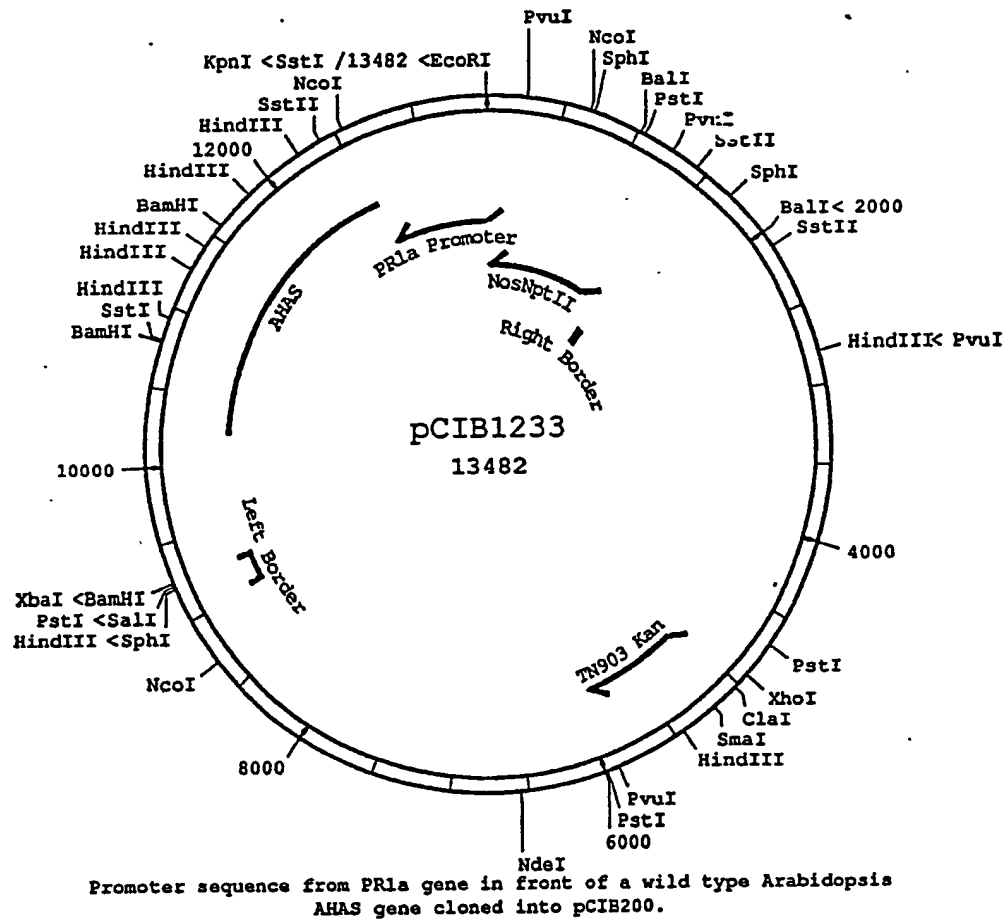 PvuI
KpnI <SstI /13482 <EcoRI
NcoI
SphI
BalI
PstI
SstII
SphI
BalI< 2000
SstII
HindIII< PvuI
4000
PstI
XhoI
ClaI
SmaI
HindIII
PvuI
PstI
6000
NdeI
8000
NcoI
HindIII <SphI
PstI <SalI
XbaI <BamHI
10000
BamHI
SstI
HindIII
HindIII
HindIII
BamHI
HindIII
12000
HindIII
SstII
NcoI
PR1a Promoter
NosNptII
Right Border
AHAS
Left Border
TN903 Kan
pCIB1233
13482
Promoter sequence from PR1a gene in front of a wild type Arabidopsis
AHAS gene cloned into pCIB200.